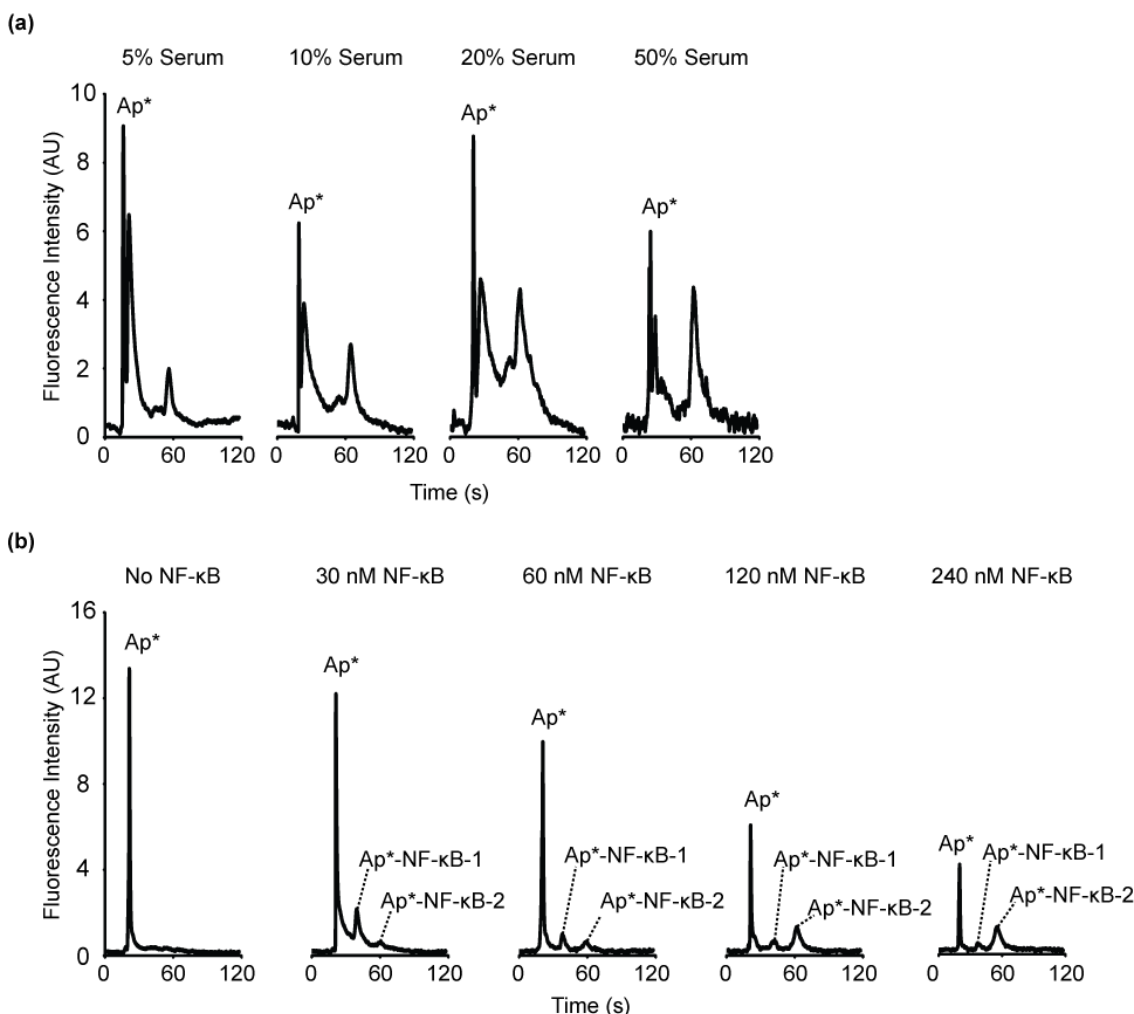 (a)
5% Serum 10% Serum 20% Serum 50% Serum
10
8
6
4
2
0
Fluorescence Intensity (AU)
Ap* Ap* Ap* Ap*
0 60 120 0 60 120 0 60 120 0 60 120
Time (s)
(b)
No NF-κB 30 nM NF-κB 60 nM NF-κB 120 nM NF-κB 240 nM NF-κB
16
12
8
4
0
Fluorescence Intensity (AU)
Ap* Ap* Ap* Ap* Ap*
Ap*-NF-κB-1 Ap*-NF-κB-1 Ap*-NF-κB-1 Ap*-NF-κB-1
Ap*-NF-κB-2 Ap*-NF-κB-2 Ap*-NF-κB-2 Ap*-NF-κB-2
0 60 120 0 60 120 0 60 120 0 60 120 0 60 120
Time (s)